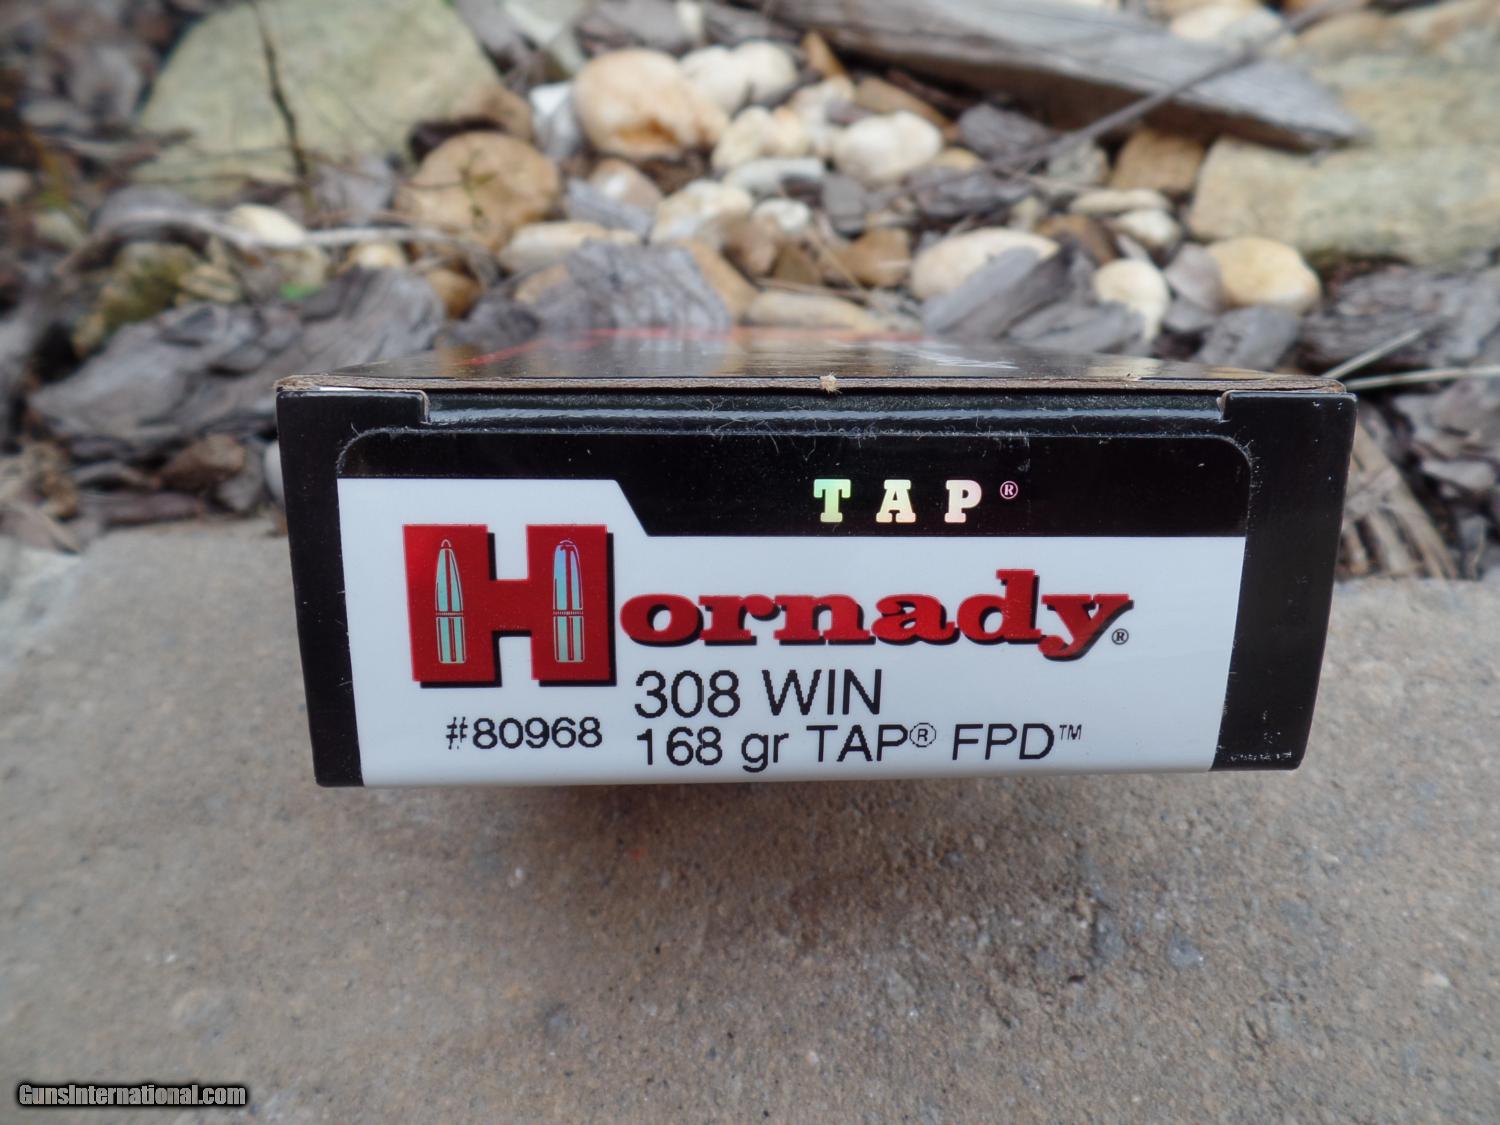 TAP®
Hornady®
308 WIN
#80968 168 gr TAP® FPD™
GunsInternational.com